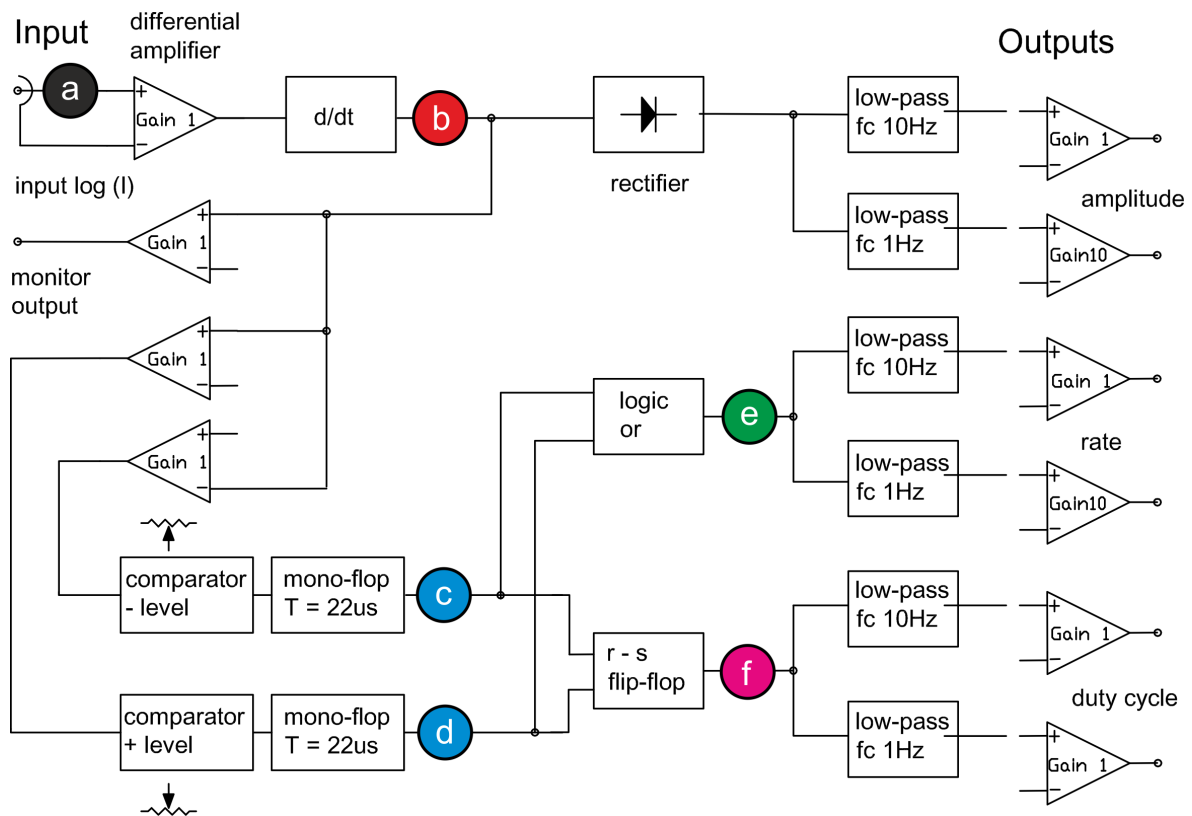 Input
differential
amplifier
Outputs
a
+
Gain 1
−
d/dt
b
rectifier
low-pass
fc 10Hz
+
Gain 1
−
input log (I)
amplitude
+
Gain 1
−
low-pass
fc 1Hz
+
Gain10
−
monitor
output
+
Gain 1
−
low-pass
fc 10Hz
+
Gain 1
−
logic
or
e
+
Gain 1
−
rate
low-pass
fc 1Hz
+
Gain10
−
comparator
- level
mono-flop
T = 22us
c
low-pass
fc 10Hz
+
Gain 1
−
r - s
flip-flop
f
duty cycle
comparator
+ level
mono-flop
T = 22us
d
low-pass
fc 1Hz
+
Gain 1
−